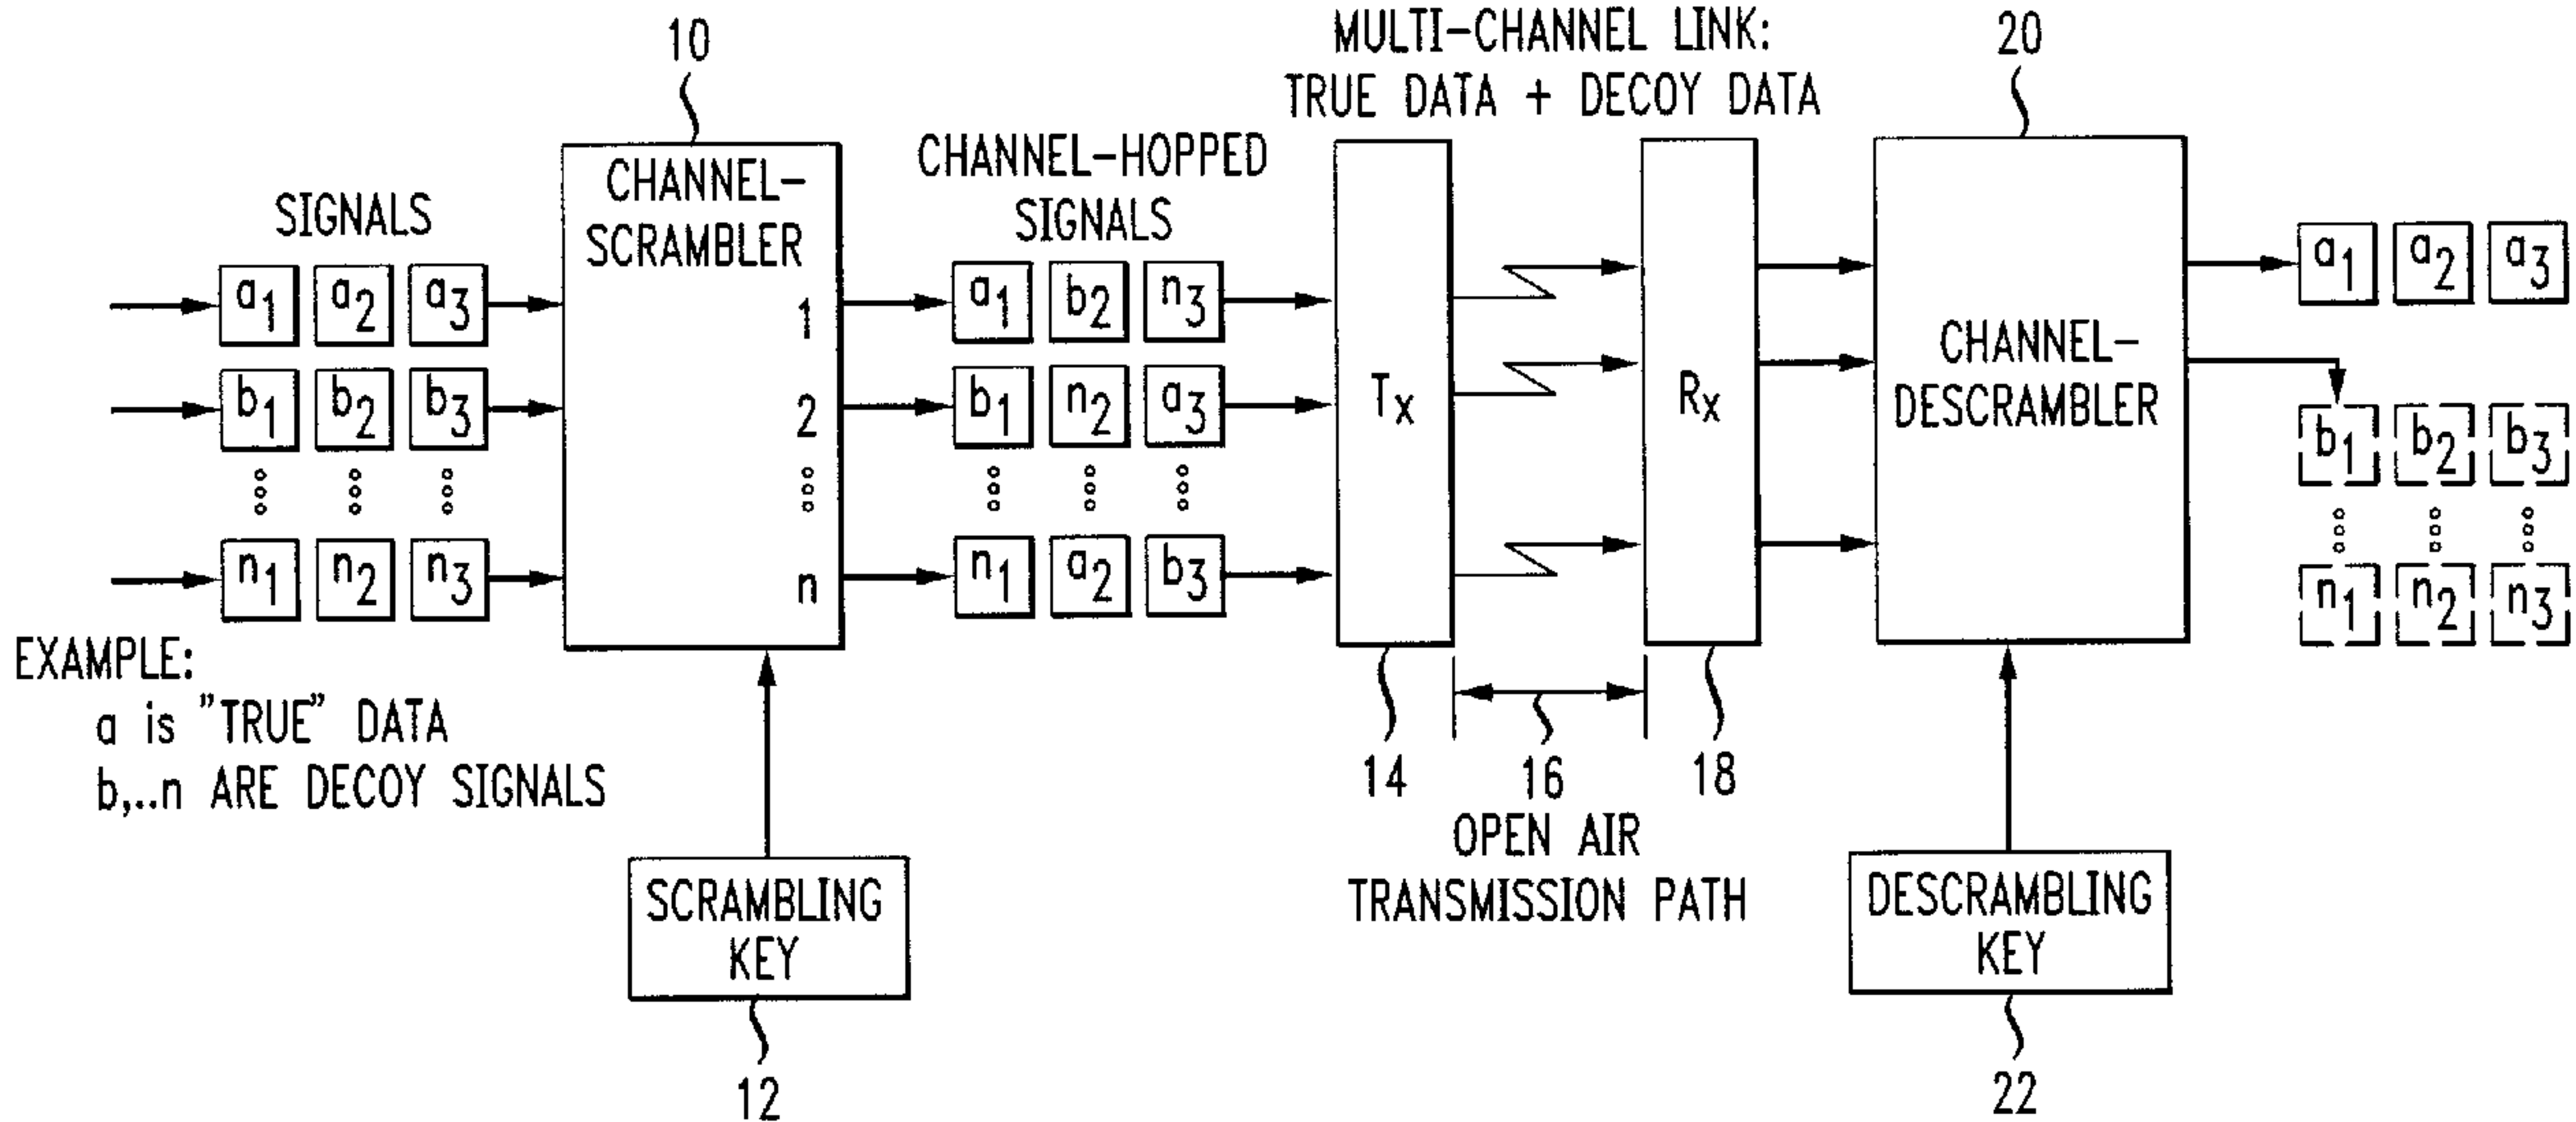 10
MULTI-CHANNEL LINK:
TRUE DATA + DECOY DATA
20
SIGNALS
CHANNEL-
SCRAMBLER
CHANNEL-HOPPED
SIGNALS
a1 a2 a3
b1 b2 b3
n1 n2 n3
1
2
n
a1 b2 n3
b1 n2 a3
n1 a2 b3
Tx
Rx
CHANNEL-
DESCRAMBLER
a1 a2 a3
b1 b2 b3
n1 n2 n3
EXAMPLE:
a is "TRUE" DATA
b,..n ARE DECOY SIGNALS
14
16
18
OPEN AIR
TRANSMISSION PATH
SCRAMBLING
KEY
12
DESCRAMBLING
KEY
22